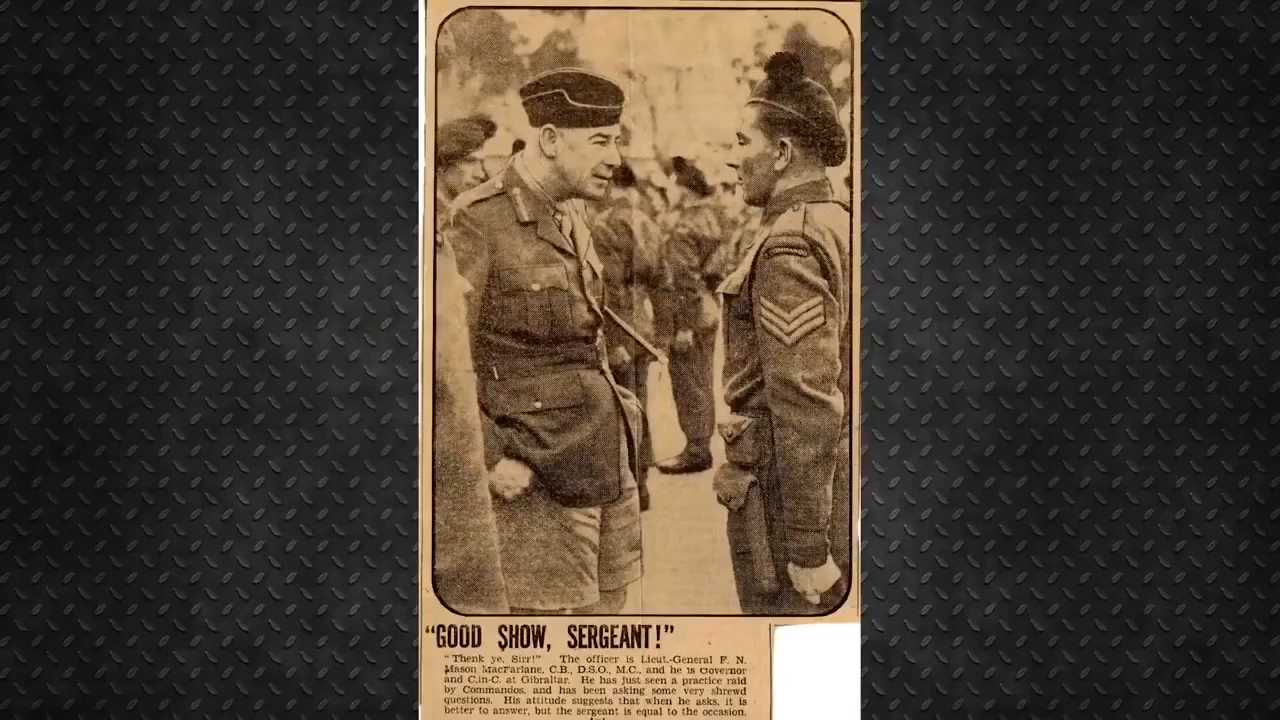 "GOOD SHOW, SERGEANT!"
"Thenk ye, Sirr!" The officer is Lieut.-General F. N.
Mason MacFarlane, C.B., D.S.O., M.C., and he is Governor
and C.in-C. at Gibraltar. He has just seen a practice raid
by Commandos, and has been asking some very shrewd
questions. His attitude suggests that when he asks, it is
better to answer, but the sergeant is equal to the occasion.